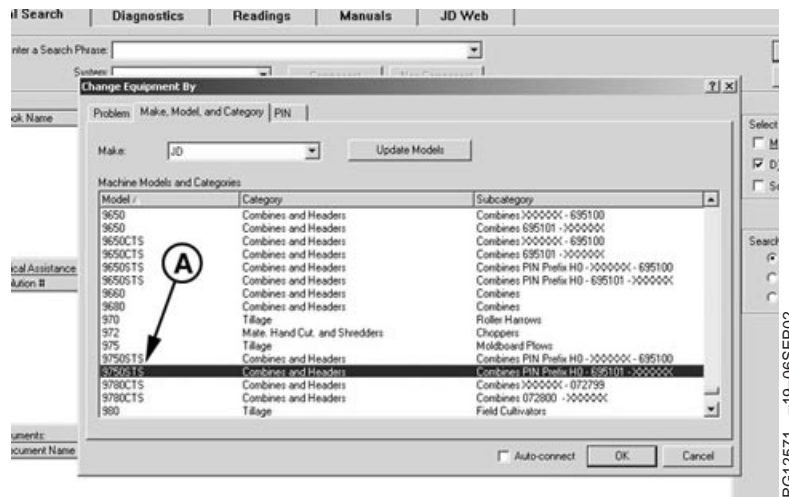 al Search Diagnostics Readings Manuals JD Web
nter a Search Phrase:
System:
Change Equipment By
ok Name
Problem Make, Model, and Category PIN
Select
Make: JD Update Models
Machine Models and Categories
Model / Category Subcategory
9650 Combines and Headers Combines XXXXXX - 695100
9650 Combines and Headers Combines 695101 - XXXXXX
9650CTS Combines and Headers Combines XXXXXX - 695100
9650CTS Combines and Headers Combines 695101 - XXXXXX
9650STS Combines and Headers Combines PIN Prefix H0 - XXXXXX - 695100
9650STS Combines and Headers Combines PIN Prefix H0 - 695101 - XXXXXX
9660 Combines and Headers Combines
9680 Combines and Headers Combines
970 Tillage Roller Harrows
972 Mate. Hand Cut. and Shredders Choppers
975 Tillage Moldboard Plows
9750STS Combines and Headers Combines PIN Prefix H0 - XXXXXX - 695100
9750STS Combines and Headers Combines PIN Prefix H0 - 695101 - XXXXXX
9780CTS Combines and Headers Combines XXXXXX - 072799
9780CTS Combines and Headers Combines 072800 - XXXXXX
980 Tillage Field Cultivators
A
Search
ical Assistance
olution #
uments:
ocument Name
Auto-connect OK Cancel